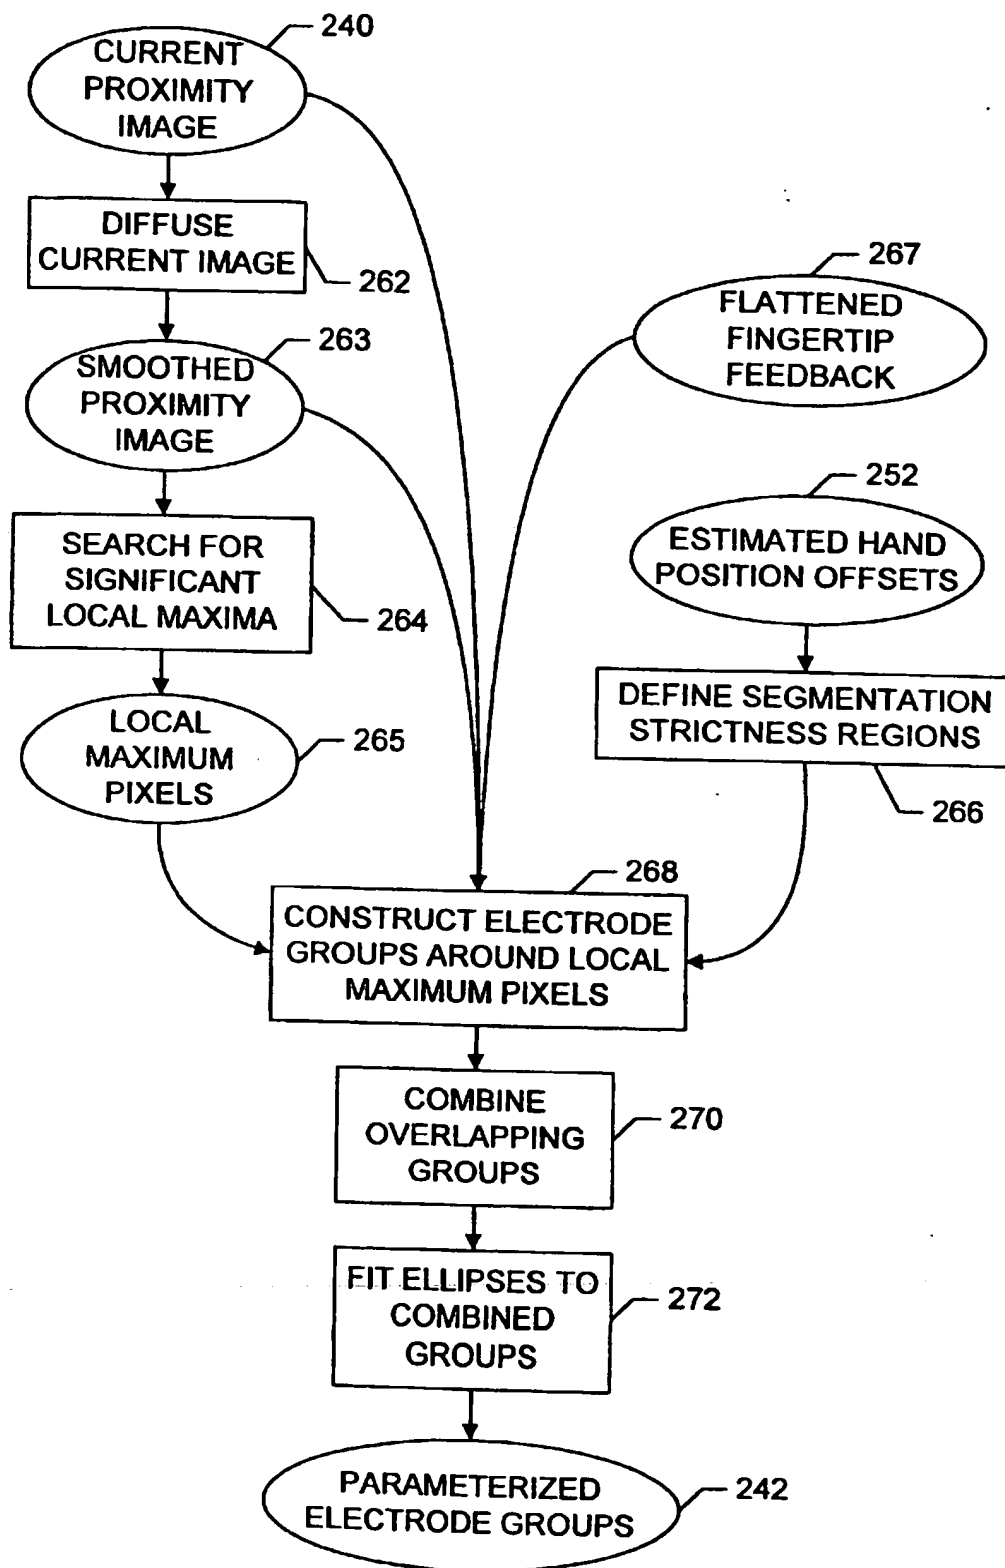 240
CURRENT
PROXIMITY
IMAGE
DIFFUSE
CURRENT IMAGE
262
267
FLATTENED
FINGERTIP
FEEDBACK
263
SMOOTHED
PROXIMITY
IMAGE
252
ESTIMATED HAND
POSITION OFFSETS
SEARCH FOR
SIGNIFICANT
LOCAL MAXIMA
264
DEFINE SEGMENTATION
STRICTNESS REGIONS
266
LOCAL
MAXIMUM
PIXELS
265
268
CONSTRUCT ELECTRODE
GROUPS AROUND LOCAL
MAXIMUM PIXELS
COMBINE
OVERLAPPING
GROUPS
270
FIT ELLIPSES TO
COMBINED
GROUPS
272
PARAMETERIZED
ELECTRODE GROUPS
242